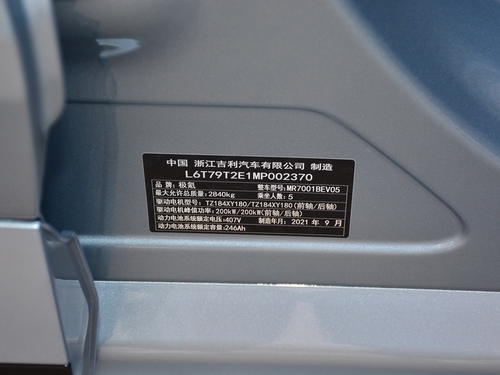 中国 浙江吉利汽车有限公司 制造
L6T79T2E1MP002370
品牌：极氪 整车型号：MR7001BEV05
最大允许总质量：2840kg 乘坐人数：5
驱动电机型号：TZ184XY180/TZ184XY180(前轴/后轴)
驱动电机峰值功率：200kW/200kW(前轴/后轴)
动力电池系统额定电压：407V 制造年月：2021 年 9 月
动力电池系统额定容量：246Ah